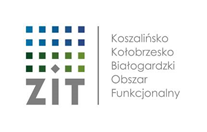 ZIT
Koszalińsko
Kołobrzesko
Białogardzki
Obszar
Funkcjonalny